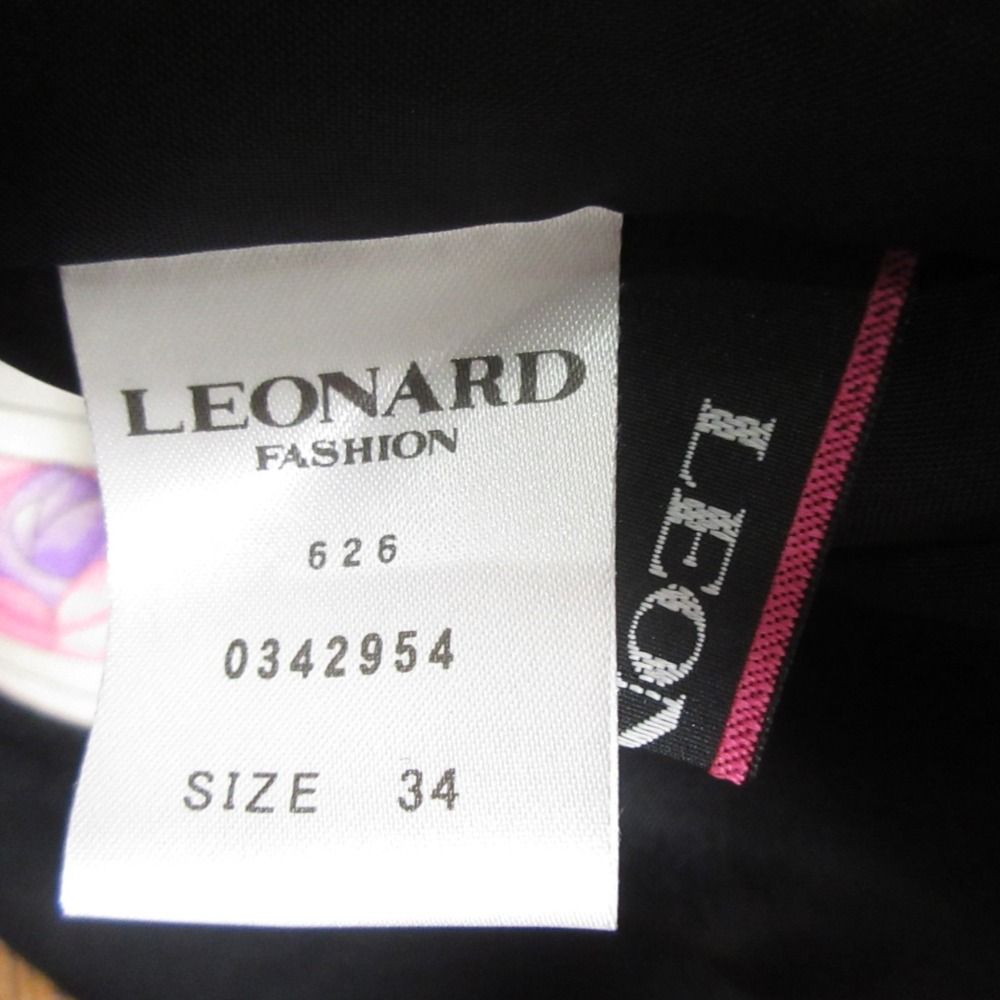 LEONARD
FASHION
626
0342954
SIZE 34
LEON